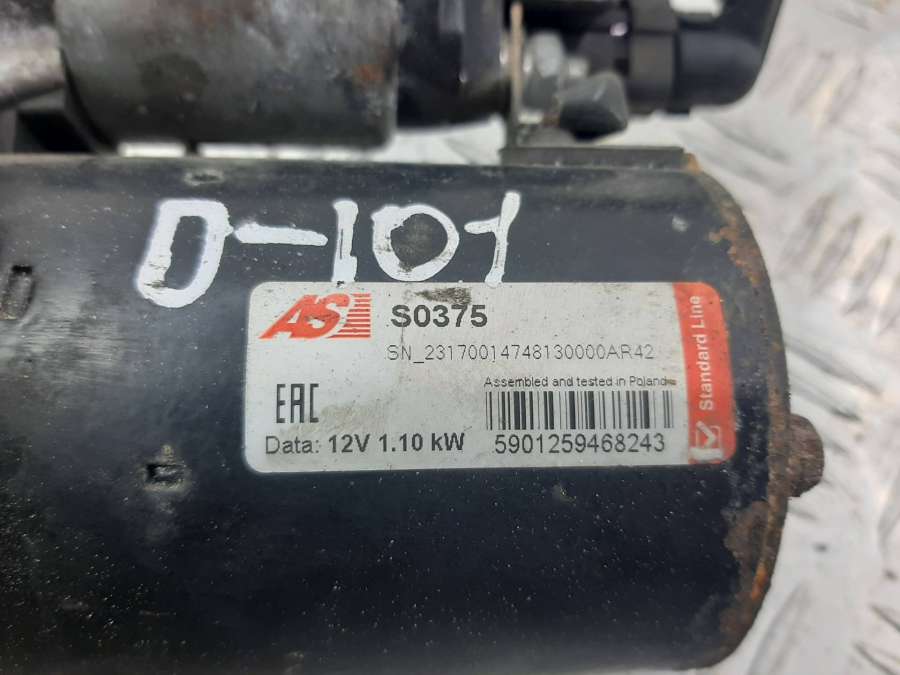 D-101
AS S0375
SN_23170014748130000AR42
Assembled and tested in Poland
EAC
Data: 12V 1.10 kW
5901259468243
Standard Line